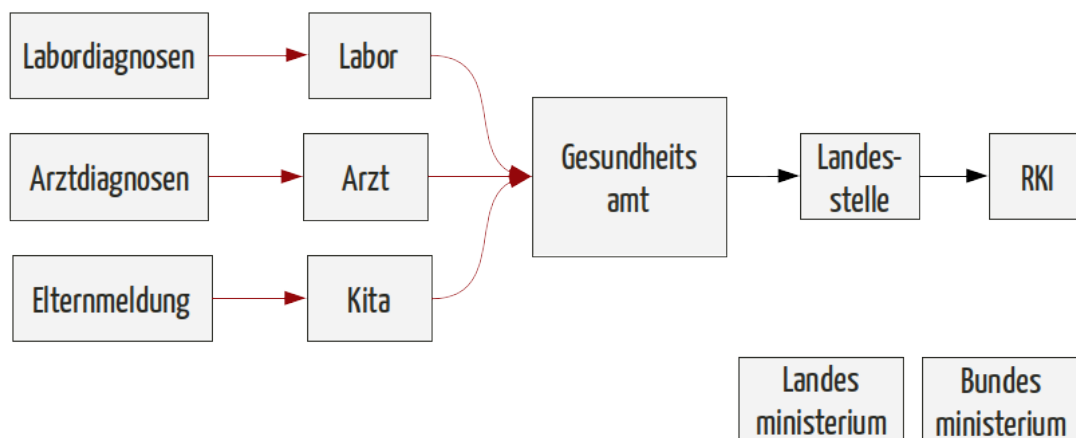 Labordiagnosen
Labor
Arztdiagnosen
Arzt
Elternmeldung
Kita
Gesundheits
amt
Landes-
stelle
RKI
Landes
ministerium
Bundes
ministerium